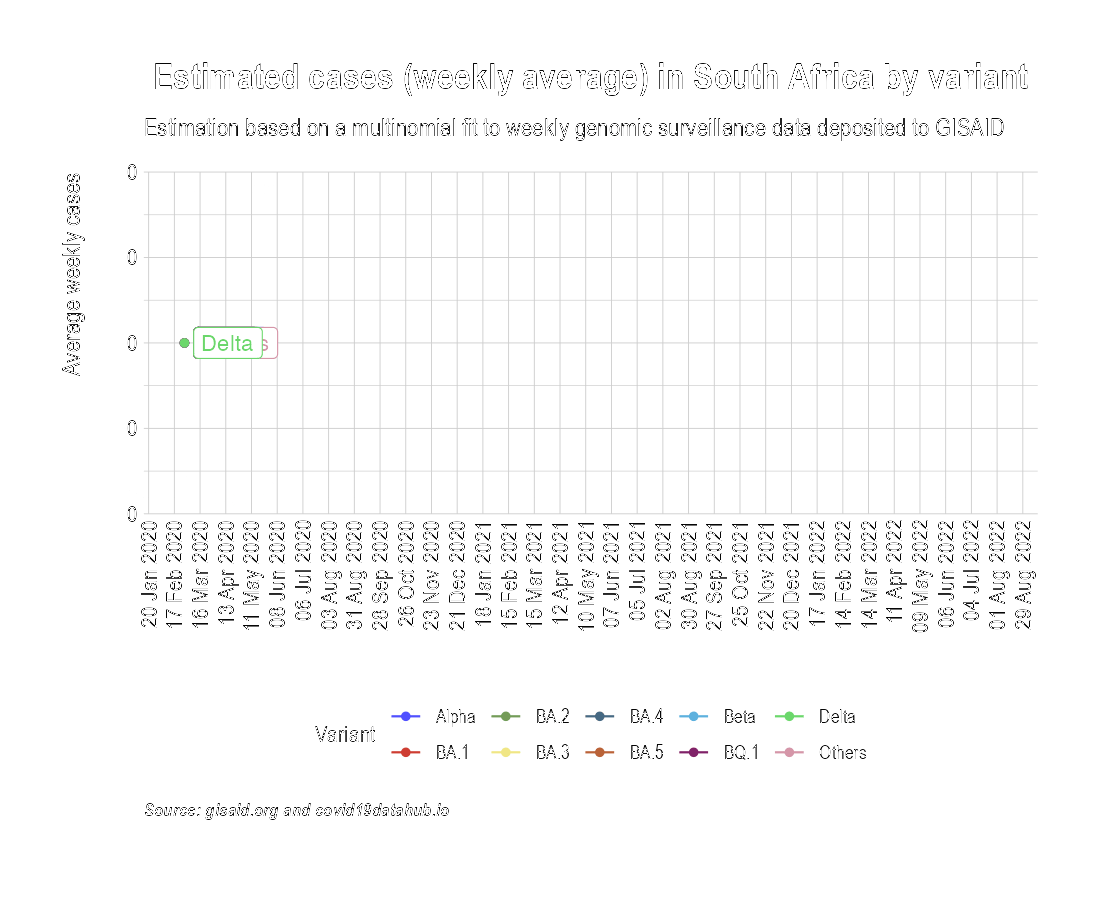 Estimated cases (weekly average) in South Africa by variant
Estimation based on a multinomial fit to weekly genomic surveillance data deposited to GISAID
Average weekly cases
0
0
0
0
0
Delta
s
20 Jan 2020
17 Feb 2020
16 Mar 2020
13 Apr 2020
11 May 2020
08 Jun 2020
06 Jul 2020
03 Aug 2020
31 Aug 2020
28 Sep 2020
26 Oct 2020
23 Nov 2020
21 Dec 2020
18 Jan 2021
15 Feb 2021
15 Mar 2021
12 Apr 2021
10 May 2021
07 Jun 2021
05 Jul 2021
02 Aug 2021
30 Aug 2021
27 Sep 2021
25 Oct 2021
22 Nov 2021
20 Dec 2021
17 Jan 2022
14 Feb 2022
14 Mar 2022
11 Apr 2022
09 May 2022
06 Jun 2022
04 Jul 2022
01 Aug 2022
29 Aug 2022
Variant
Alpha BA.2 BA.4 Beta Delta
BA.1 BA.3 BA.5 BQ.1 Others
Source: gisaid.org and covid19datahub.io